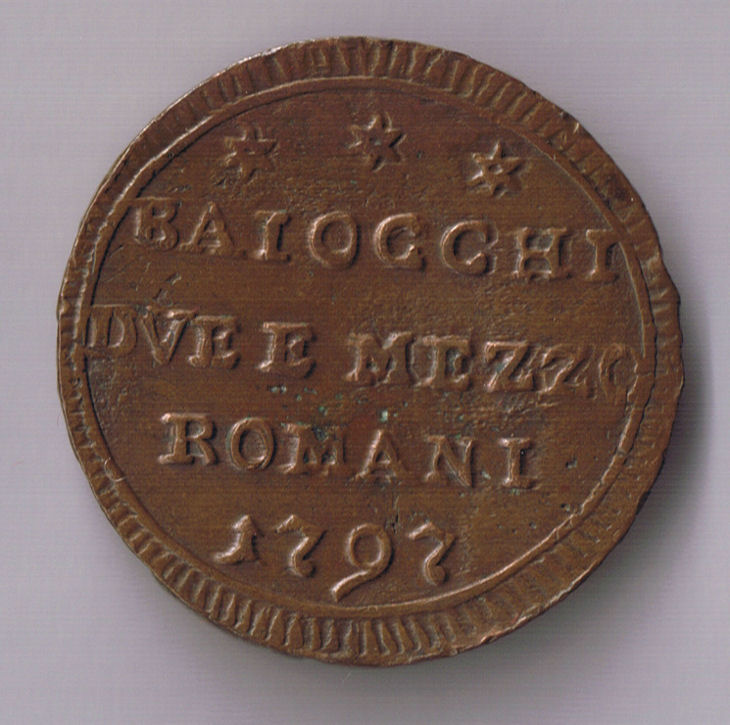 BAIOCCHI
DVE E MEZZO
ROMANI
1797